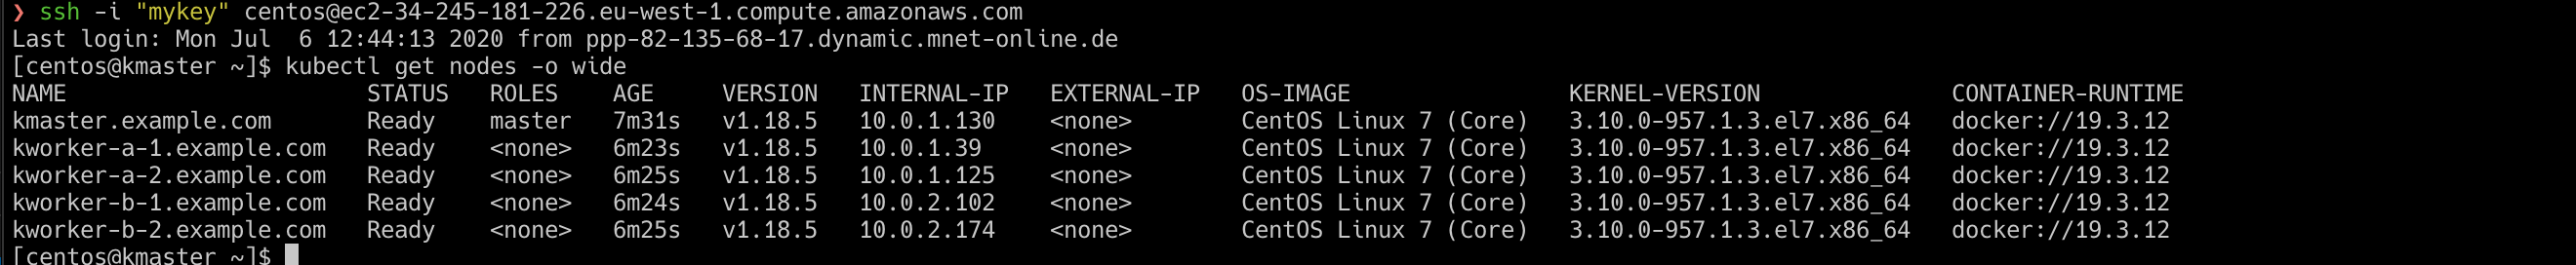 ❯ ssh -i "mykey" centos@ec2-34-245-181-226.eu-west-1.compute.amazonaws.com
Last login: Mon Jul  6 12:44:13 2020 from ppp-82-135-68-17.dynamic.mnet-online.de
[centos@kmaster ~]$ kubectl get nodes -o wide
NAME                       STATUS   ROLES    AGE     VERSION   INTERNAL-IP   EXTERNAL-IP   OS-IMAGE                KERNEL-VERSION              CONTAINER-RUNTIME
kmaster.example.com        Ready    master   7m31s   v1.18.5   10.0.1.130    <none>        CentOS Linux 7 (Core)   3.10.0-957.1.3.el7.x86_64   docker://19.3.12
kworker-a-1.example.com    Ready    <none>   6m23s   v1.18.5   10.0.1.39     <none>        CentOS Linux 7 (Core)   3.10.0-957.1.3.el7.x86_64   docker://19.3.12
kworker-a-2.example.com    Ready    <none>   6m25s   v1.18.5   10.0.1.125    <none>        CentOS Linux 7 (Core)   3.10.0-957.1.3.el7.x86_64   docker://19.3.12
kworker-b-1.example.com    Ready    <none>   6m24s   v1.18.5   10.0.2.102    <none>        CentOS Linux 7 (Core)   3.10.0-957.1.3.el7.x86_64   docker://19.3.12
kworker-b-2.example.com    Ready    <none>   6m25s   v1.18.5   10.0.2.174    <none>        CentOS Linux 7 (Core)   3.10.0-957.1.3.el7.x86_64   docker://19.3.12
[centos@kmaster ~]$